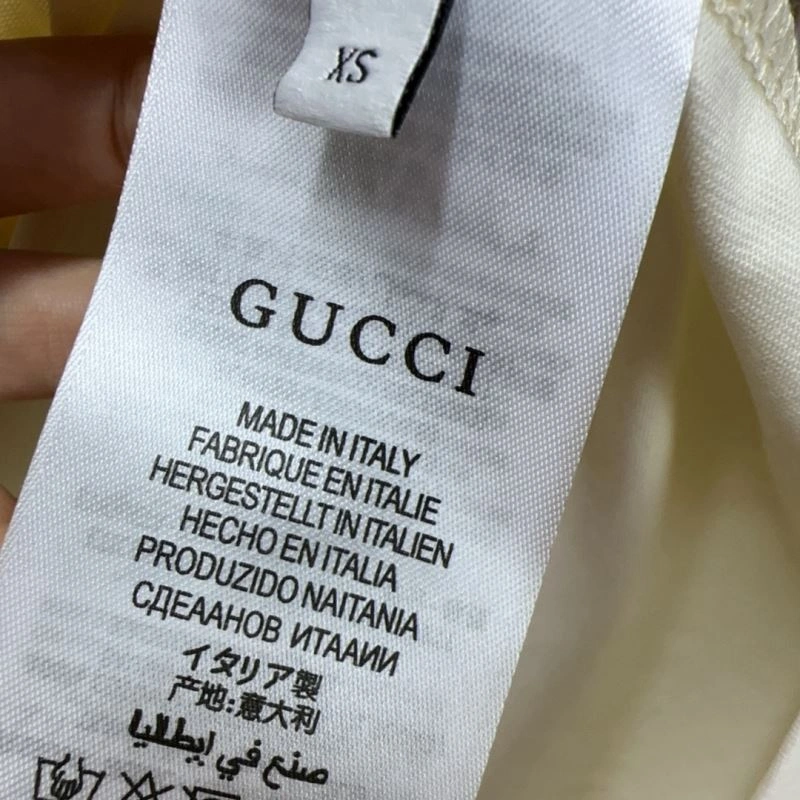 XS
GUCCI
MADE IN ITALY
FABRIQUE EN ITALIE
HERGESTELLT IN ITALIEN
HECHO EN ITALIA
PRODUZIDO NAITANIA
СДЕААНОВ ИТААИИ
イタリア製
产地:意大利
صنع في ايطليا